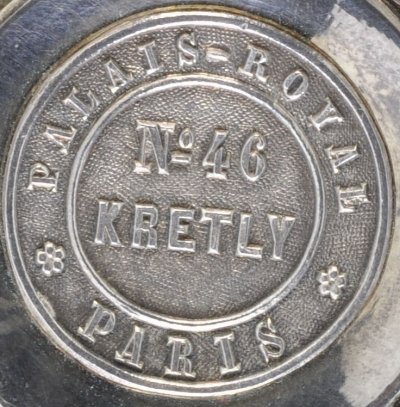 PALAIS-ROYAL
Nº 46
KRETLY
PARIS